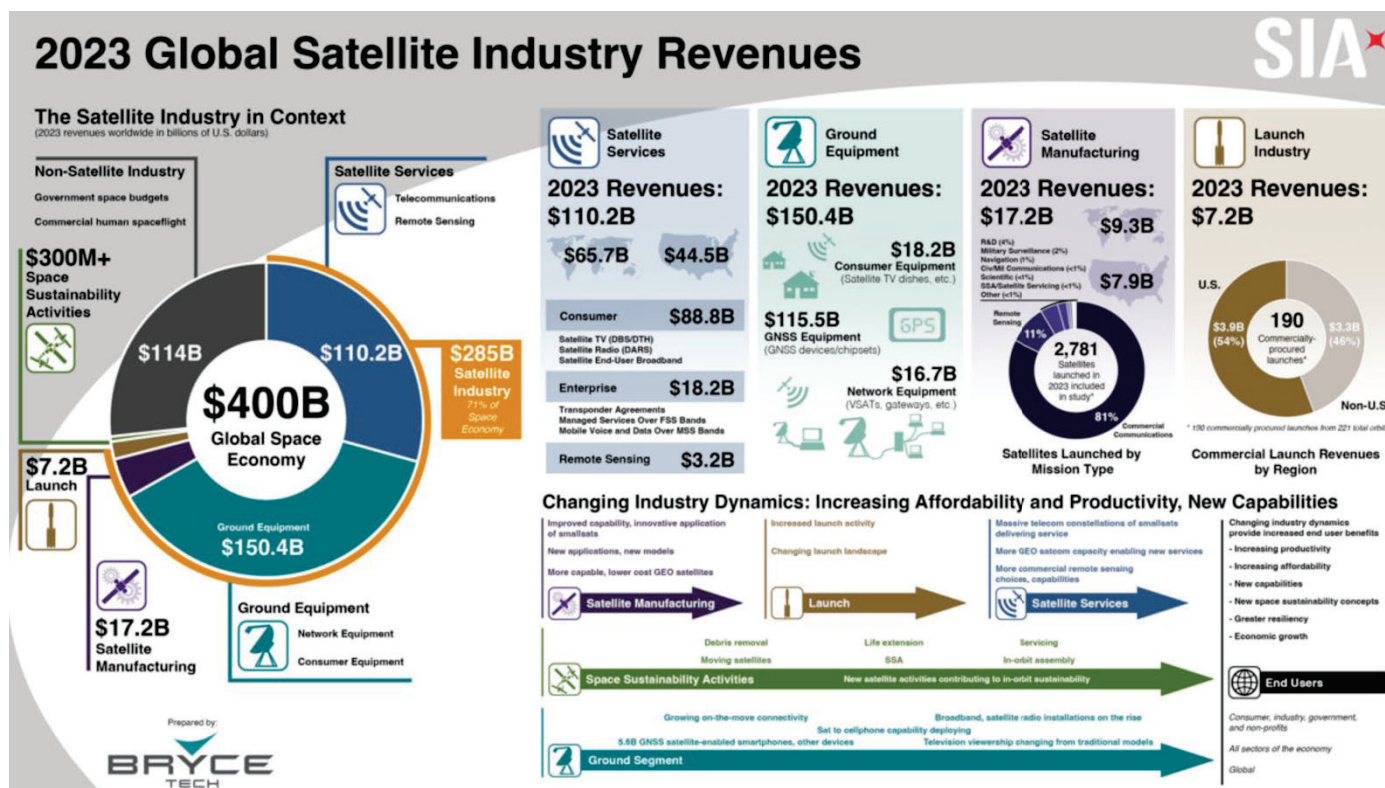 2023 Global Satellite Industry Revenues
SIA
The Satellite Industry in Context
(2023 revenues worldwide in billions of U.S. dollars)
Non-Satellite Industry
Government space budgets
Commercial human spaceflight
Satellite Services
Telecommunications
Remote Sensing
$300M+
Space
Sustainability
Activities
$114B
$110.2B
$285B
Satellite
Industry
71% of
Space
Economy
$400B
Global Space
Economy
$7.2B
Launch
Ground Equipment
$150.4B
$17.2B
Satellite
Manufacturing
Ground Equipment
Network Equipment
Consumer Equipment
Prepared by:
BRYCE
TECH
Satellite
Services
2023 Revenues:
$110.2B
$65.7B
$44.5B
Consumer $88.8B
Satellite TV (DBS/DTH)
Satellite Radio (DARS)
Satellite End-User Broadband
Enterprise $18.2B
Transponder Agreements
Managed Services Over FSS Bands
Mobile Voice and Data Over MSS Bands
Remote Sensing $3.2B
Ground
Equipment
2023 Revenues:
$150.4B
$18.2B
Consumer Equipment
(Satellite TV dishes, etc.)
$115.5B
GNSS Equipment
(GNSS devices/chipsets)
GPS
$16.7B
Network Equipment
(VSATs, gateways, etc.)
Satellite
Manufacturing
2023 Revenues:
$17.2B
$9.3B
$7.9B
R&D (4%)
Military Surveillance (2%)
Navigation (1%)
Civ/Mil Communications (<1%)
Scientific (<1%)
SSA/Satellite Servicing (<1%)
Other (<1%)
Remote
Sensing
11%
2,781
Satellites
launched in
2023 included
in study*
81%
Commercial
Communications
Satellites Launched by
Mission Type
Launch
Industry
2023 Revenues:
$7.2B
U.S.
$3.9B
(54%)
190
Commercially-
procured
launches*
$3.3B
(46%)
Non-U.S
* 190 commercially procured launches from 221 total orbit
Commercial Launch Revenues
by Region
Changing Industry Dynamics: Increasing Affordability and Productivity, New Capabilities
Improved capability, innovative application
of smallsats
New applications, new models
More capable, lower cost GEO satellites
Satellite Manufacturing
Increased launch activity
Changing launch landscape
Launch
Massive telecom constellations of smallsats
delivering service
More GEO satcom capacity enabling new services
More commercial remote sensing
choices, capabilities
Satellite Services
Changing industry dynamics
provide increased end user benefits
- Increasing productivity
- Increasing affordability
- New capabilities
- New space sustainability concepts
- Greater resiliency
- Economic growth
Debris removal Life extension Servicing
Moving satellites SSA In-orbit assembly
Space Sustainability Activities New satellite activities contributing to in-orbit sustainability
End Users
Growing on-the-move connectivity Broadband, satellite radio installations on the rise
Sat to cellphone capability deploying
5.6B GNSS satellite-enabled smartphones, other devices Television viewership changing from traditional models
Ground Segment
Consumer, industry, government,
and non-profits
All sectors of the economy
Global